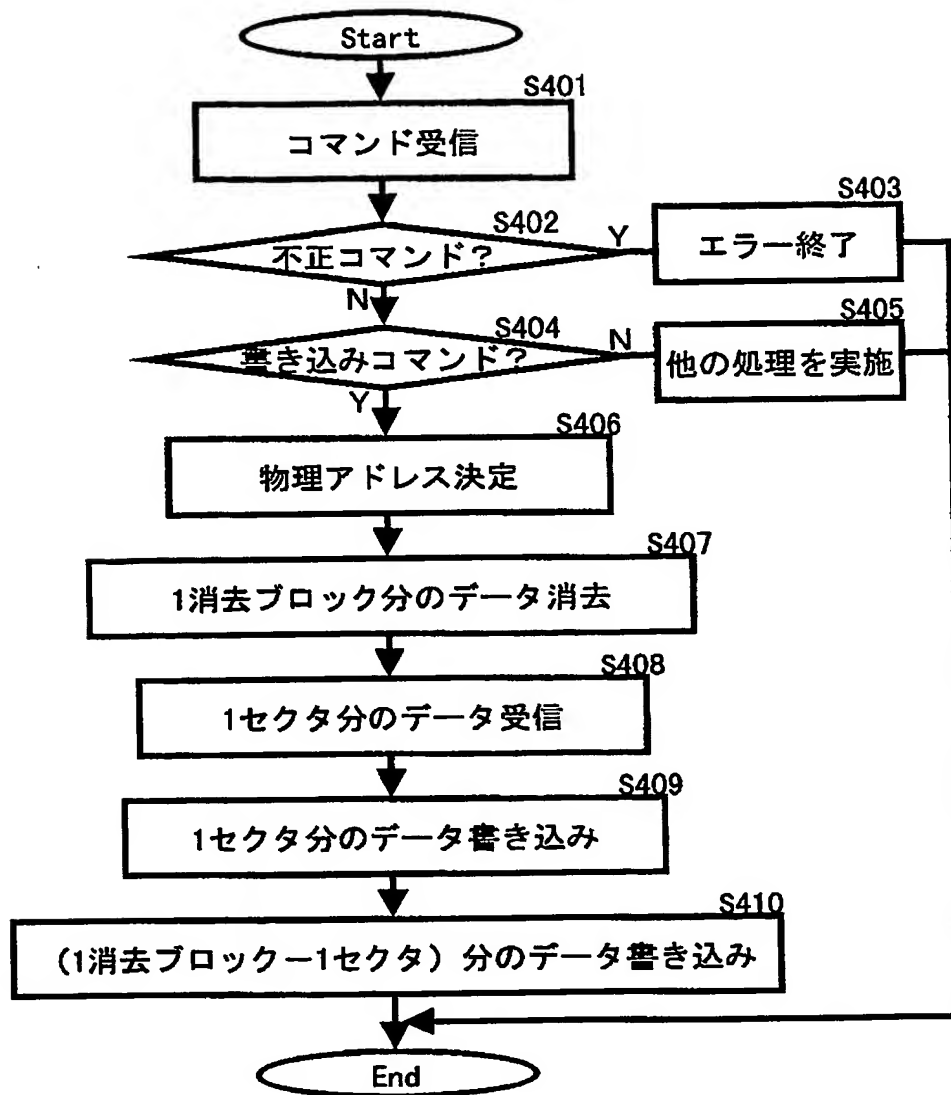 Start
S401
コマンド受信
S402
不正コマンド?
Y
N
S403
エラー終了
S404
書き込みコマンド?
N
Y
S405
他の処理を実施
S406
物理アドレス決定
S407
1消去ブロック分のデータ消去
S408
1セクタ分のデータ受信
S409
1セクタ分のデータ書き込み
S410
(1消去ブロックー1セクタ)分のデータ書き込み
End